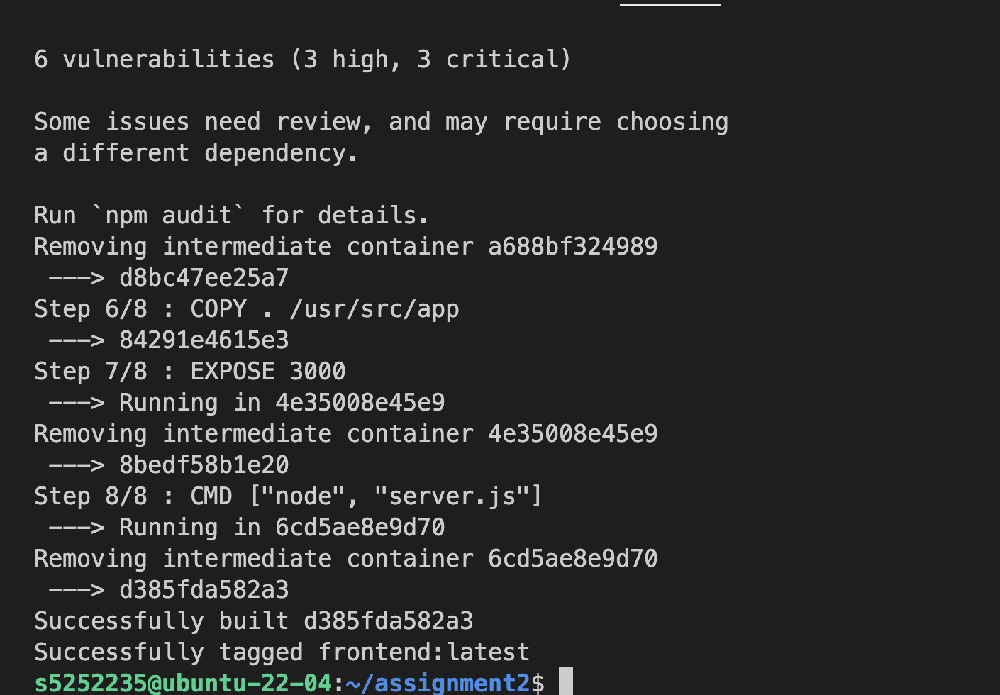 6 vulnerabilities (3 high, 3 critical)
Some issues need review, and may require choosing
a different dependency.
Run `npm audit` for details.
Removing intermediate container a688bf324989
 ---> d8bc47ee25a7
Step 6/8 : COPY . /usr/src/app
 ---> 84291e4615e3
Step 7/8 : EXPOSE 3000
 ---> Running in 4e35008e45e9
Removing intermediate container 4e35008e45e9
 ---> 8bedf58b1e20
Step 8/8 : CMD ["node", "server.js"]
 ---> Running in 6cd5ae8e9d70
Removing intermediate container 6cd5ae8e9d70
 ---> d385fda582a3
Successfully built d385fda582a3
Successfully tagged frontend:latest
s5252235@ubuntu-22-04:~/assignment2$